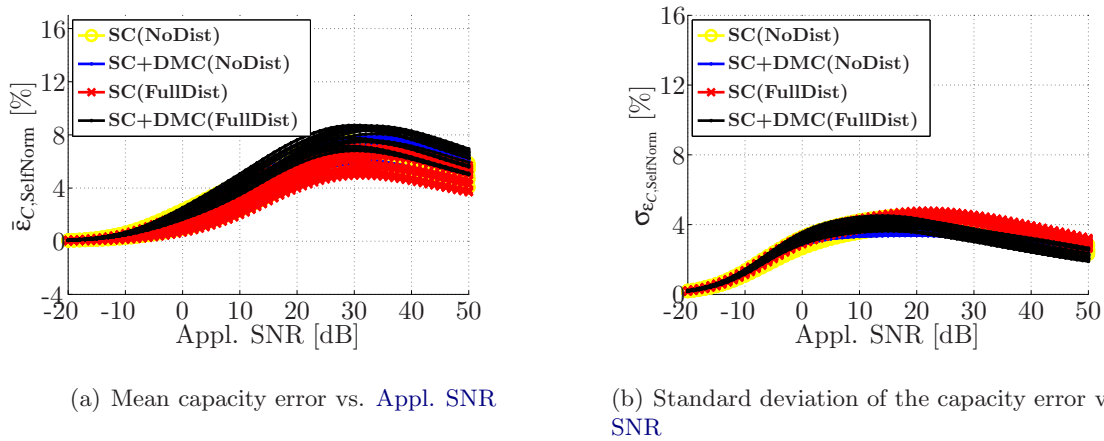 16
12
8
4
0
-4
ε̄C,SelfNorm [%]
SC(NoDist)
SC+DMC(NoDist)
SC(FullDist)
SC+DMC(FullDist)
-20 -10 0 10 20 30 40 50
Appl. SNR [dB]
(a) Mean capacity error vs. Appl. SNR
16
12
8
4
0
σεC,SelfNorm [%]
SC(NoDist)
SC+DMC(NoDist)
SC(FullDist)
SC+DMC(FullDist)
-20 -10 0 10 20 30 40 50
Appl. SNR [dB]
(b) Standard deviation of the capacity error v
SNR